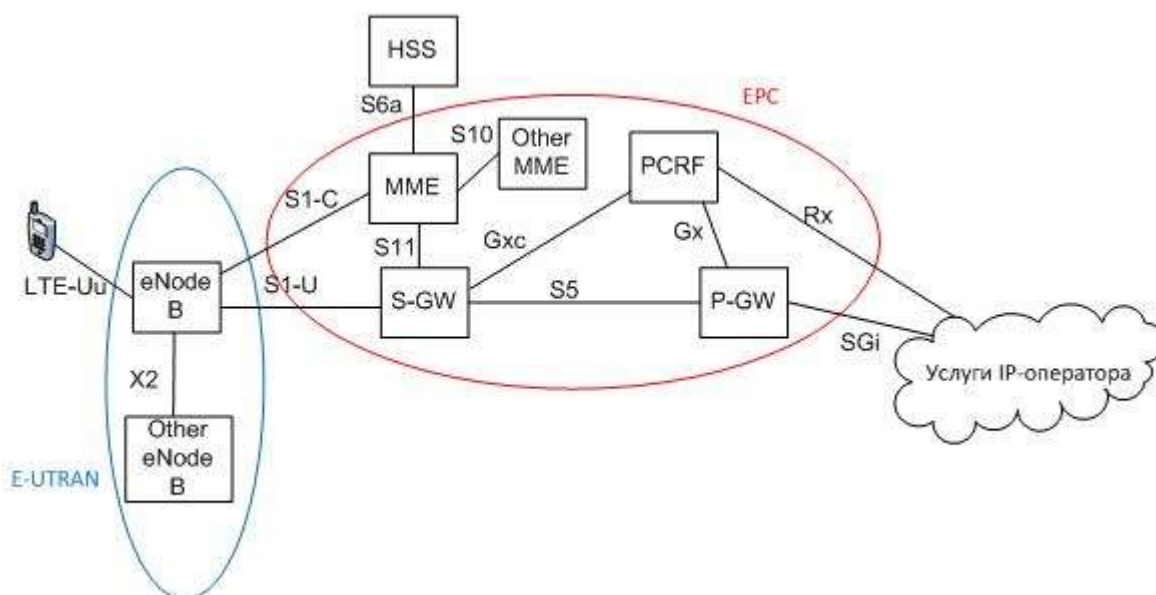 HSS
S6a
EPC
S10
Other
MME
PCRF
MME
S1-C
Rx
S11
Gxc
Gx
LTE-Uu
eNode
B
S1-U
S-GW
S5
P-GW
SGi
Услуги IP-оператора
X2
Other
eNode
B
E-UTRAN